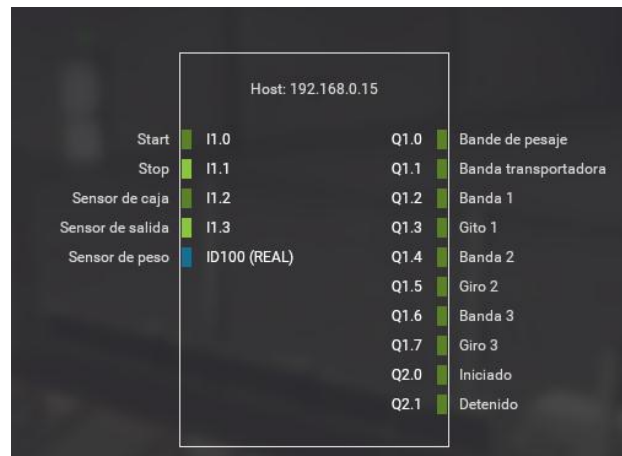 Host: 192.168.0.15
Start I1.0 Q1.0 Bande de pesaje
Stop I1.1 Q1.1 Banda transportadora
Sensor de caja I1.2 Q1.2 Banda 1
Sensor de salida I1.3 Q1.3 Gito 1
Sensor de peso ID100 (REAL) Q1.4 Banda 2
Q1.5 Giro 2
Q1.6 Banda 3
Q1.7 Giro 3
Q2.0 Iniciado
Q2.1 Detenido